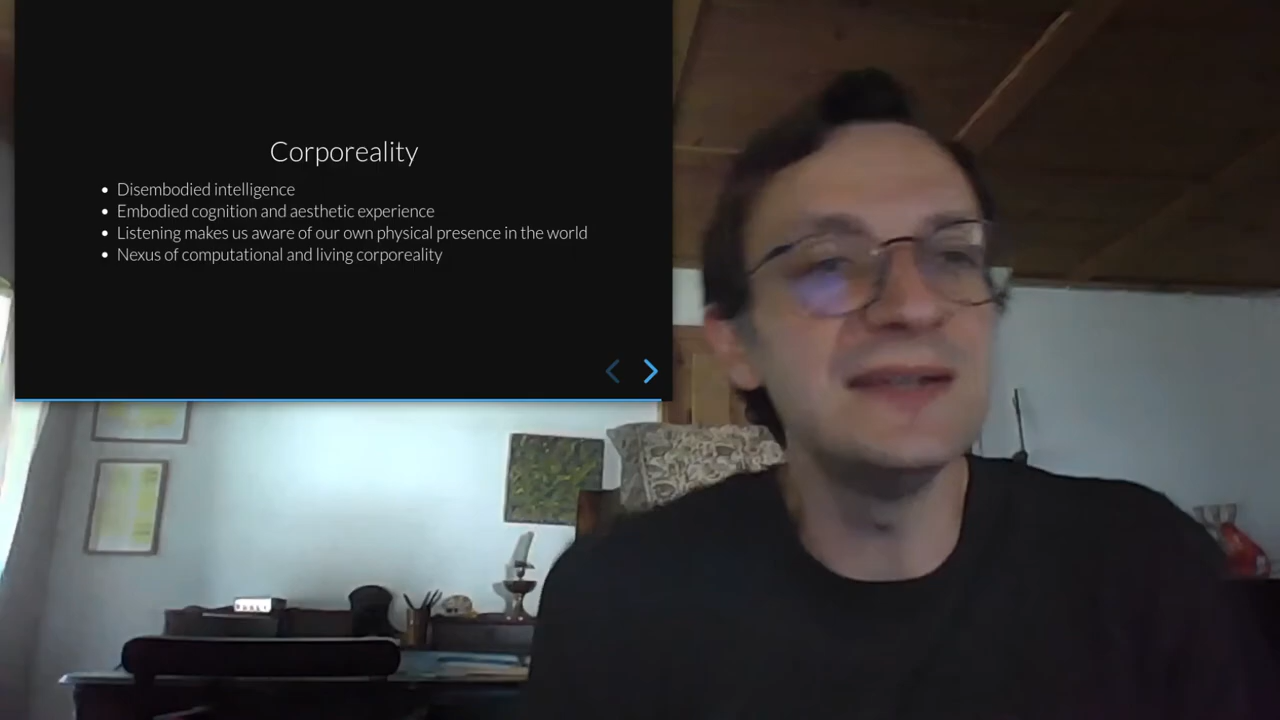 Corporeality
Disembodied intelligence
Embodied cognition and aesthetic experience
Listening makes us aware of our own physical presence in the world
Nexus of computational and living corporeality